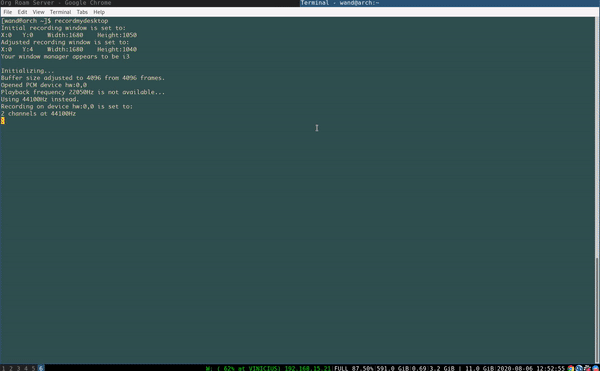 Org Roam Server - Google Chrome
Terminal - wand@arch:~
File Edit View Terminal Tabs Help
[wand@arch ~]$ recordmydesktop
Initial recording window is set to:
X:0 Y:0 Width:1680 Height:1050
Adjusted recording window is set to:
X:0 Y:4 Width:1680 Height:1040
Your window manager appears to be i3
Initializing...
Buffer size adjusted to 4096 from 4096 frames.
Opened PCM device hw:0,0
Playback frequency 22050Hz is not available...
Using 44100Hz instead.
Recording on device hw:0,0 is set to:
2 channels at 44100Hz
1 2 3 4 5 6 W: ( 62% at VINICIUS) 192.168.15.21 FULL 87.50% 591.0 GiB 0.69 3.2 GiB | 11.0 GiB 2020-08-06 12:52:55